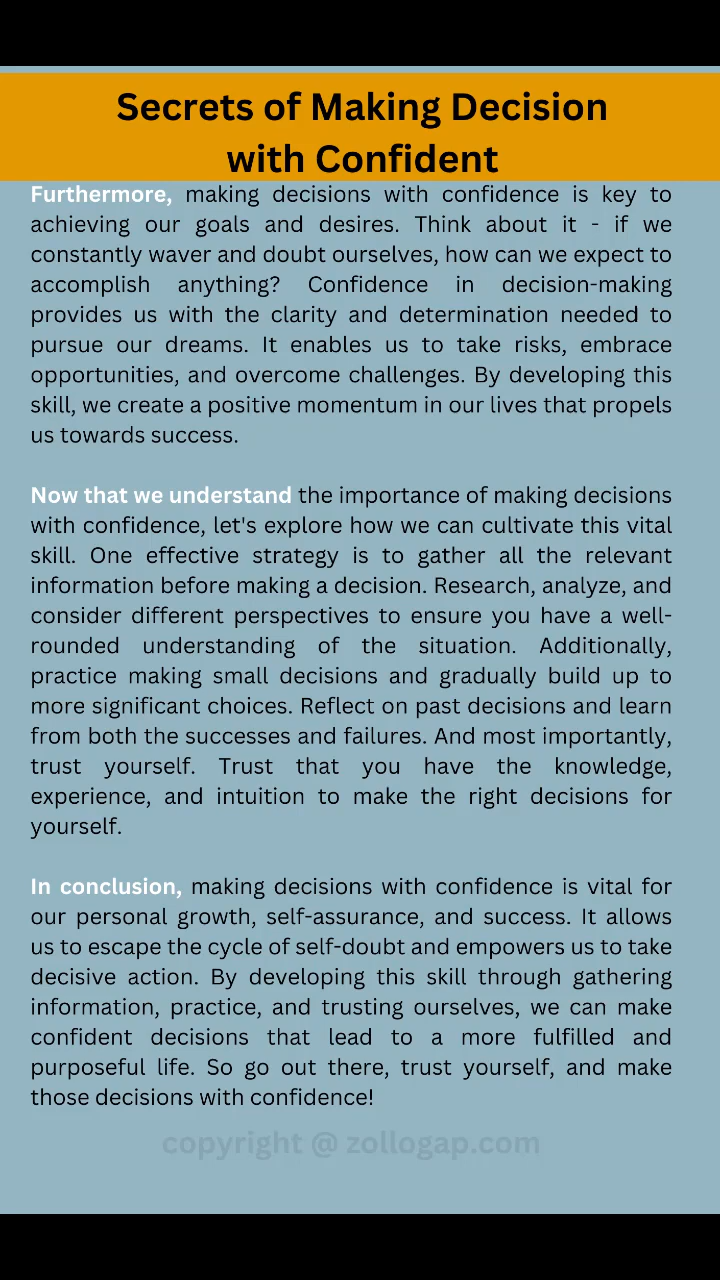 Secrets of Making Decision
with Confident
Furthermore, making decisions with confidence is key to
achieving our goals and desires. Think about it - if we
constantly waver and doubt ourselves, how can we expect to
accomplish anything? Confidence in decision-making
provides us with the clarity and determination needed to
pursue our dreams. It enables us to take risks, embrace
opportunities, and overcome challenges. By developing this
skill, we create a positive momentum in our lives that propels
us towards success.
Now that we understand the importance of making decisions
with confidence, let's explore how we can cultivate this vital
skill. One effective strategy is to gather all the relevant
information before making a decision. Research, analyze, and
consider different perspectives to ensure you have a well-
rounded understanding of the situation. Additionally,
practice making small decisions and gradually build up to
more significant choices. Reflect on past decisions and learn
from both the successes and failures. And most importantly,
trust yourself. Trust that you have the knowledge,
experience, and intuition to make the right decisions for
yourself.
In conclusion, making decisions with confidence is vital for
our personal growth, self-assurance, and success. It allows
us to escape the cycle of self-doubt and empowers us to take
decisive action. By developing this skill through gathering
information, practice, and trusting ourselves, we can make
confident decisions that lead to a more fulfilled and
purposeful life. So go out there, trust yourself, and make
those decisions with confidence!
copyright @ zollogap.com